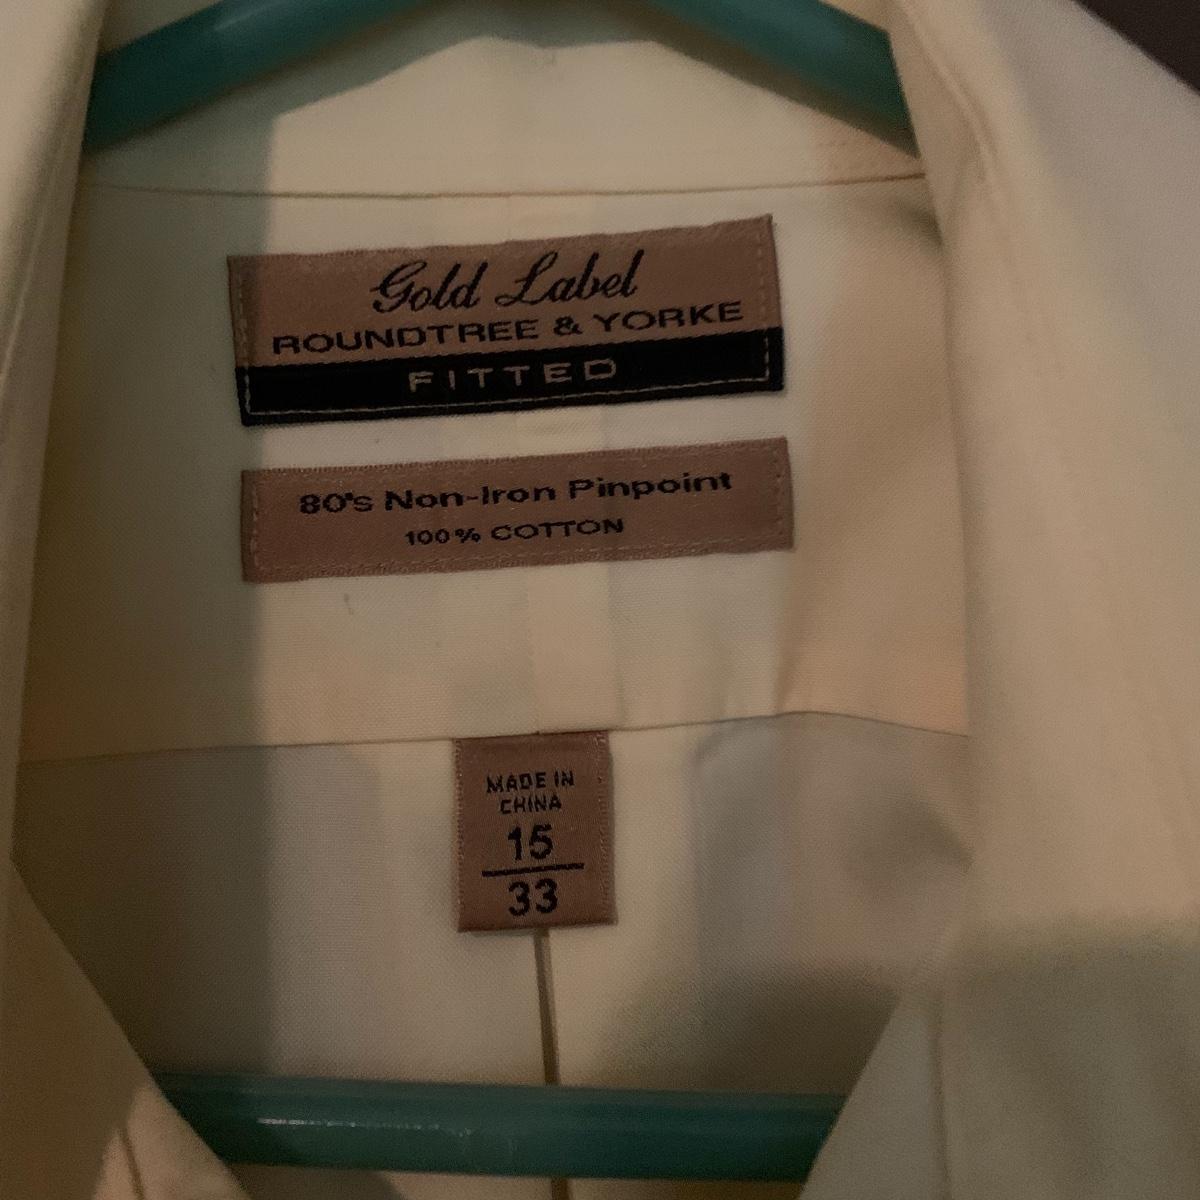 Gold Label
ROUNDTREE & YORKE
FITTED
80's Non-Iron Pinpoint
100% COTTON
MADE IN
CHINA
15
33